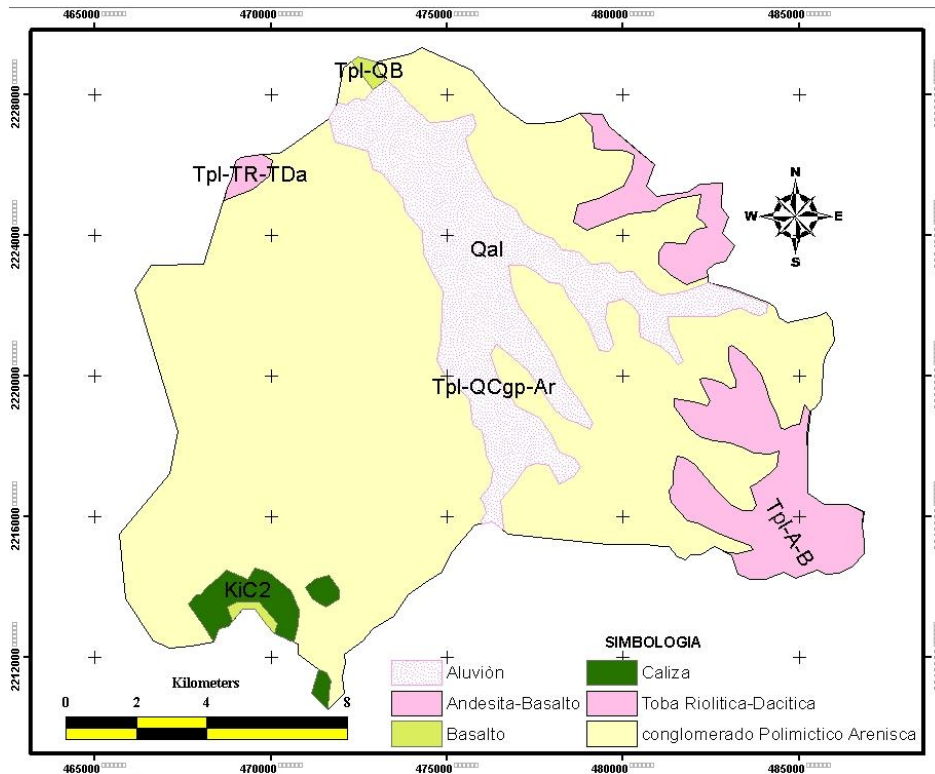 465000 470000 475000 480000 485000
Tpl-QB
2228000
Tpl-TR-TDa
N
W E
S
2224000
Qal
2220000
Tpl-QCgp-Ar
2216000
Tpl-A-B
KiC2
SIMBOLOGIA
2212000
Aluviòn
Caliza
Kilometers
Andesita-Basalto
Toba Riolitica-Dacitica
0 2 4 8
Basalto
conglomerado Polimictico Arenisca
465000 470000 475000 480000 485000